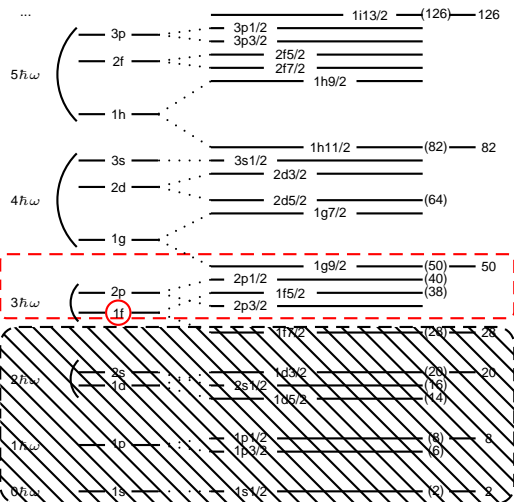 ... 1i13/2 (126) 126
3p 3p1/2
3p3/2
2f 2f5/2
5ℏω 2f7/2
1h9/2
1h
1h11/2 (82) 82
3s 3s1/2
2d3/2
2d
4ℏω 2d5/2 (64)
1g7/2
1g
1g9/2 (50) 50
2p1/2 (40)
2p 1f5/2 (38)
3ℏω 2p3/2
1f
1f7/2 (28) 28
2s 1d3/2 (20) 20
2ℏω 1d 2s1/2 (16)
1d5/2 (14)
1p1/2 (8) 8
1ℏω 1p
1p3/2 (6)
0ℏω 1s 1s1/2 (2) 2